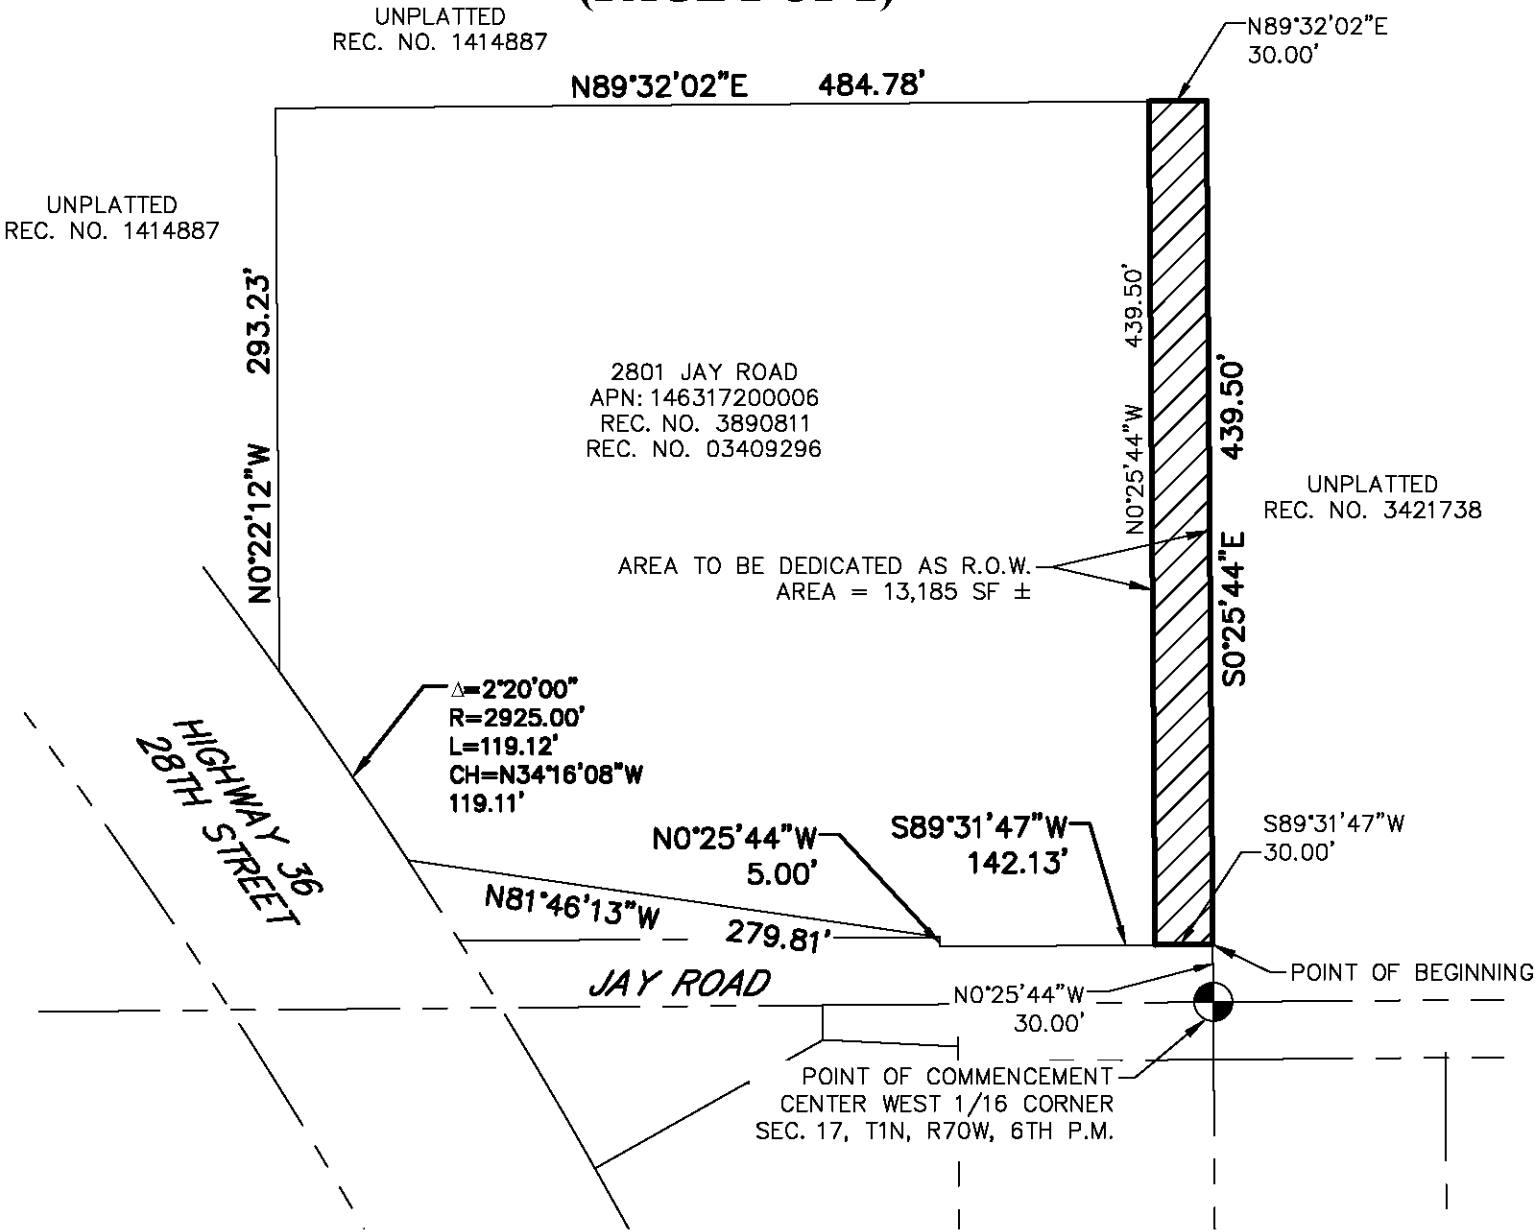 UNPLATTED
REC. NO. 1414887
N89°32'02"E 484.78'
N89°32'02"E
30.00'
UNPLATTED
REC. NO. 1414887
N0°22'12"W 293.23'
2801 JAY ROAD
APN: 146317200006
REC. NO. 3890811
REC. NO. 03409296
N0°25'44"W 439.50'
S0°25'44"E 439.50'
UNPLATTED
REC. NO. 3421738
AREA TO BE DEDICATED AS R.O.W.
AREA = 13,185 SF ±
Δ=2°20'00"
R=2925.00'
L=119.12'
CH=N34°16'08"W
119.11'
HIGHWAY 36
28TH STREET
N0°25'44"W
5.00'
S89°31'47"W
142.13'
S89°31'47"W
30.00'
N81°46'13"W 279.81'
JAY ROAD
POINT OF BEGINNING
N0°25'44"W
30.00'
POINT OF COMMENCEMENT
CENTER WEST 1/16 CORNER
SEC. 17, T1N, R70W, 6TH P.M.